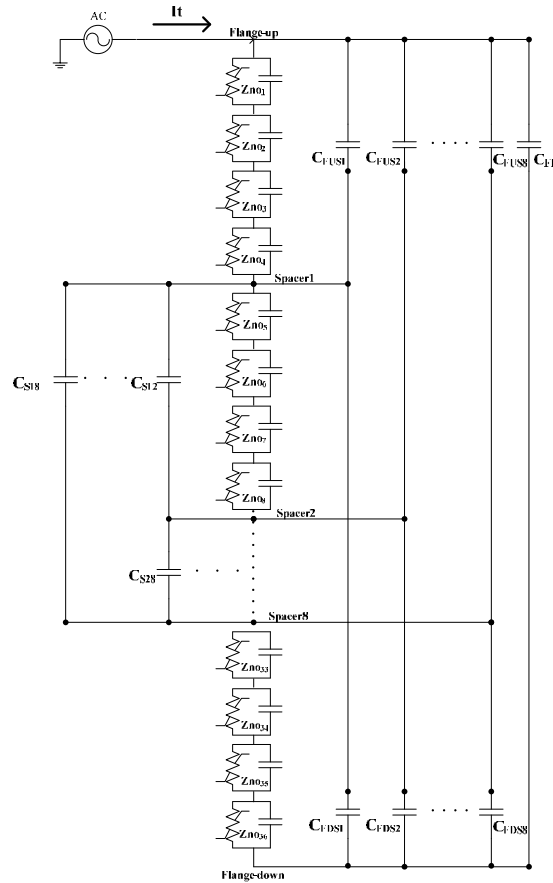 AC
It
Flange-up
Zno1
Zno2
Zno3
Zno4
CFUS1
CFUS2
CFUS8
Spacer1
Zno5
Zno6
Zno7
Zno8
CS18
CS12
Spacer2
CS28
Spacer8
Zno33
Zno34
Zno35
Zno36
CFDS1
CFDS2
CFDS8
Flange-down